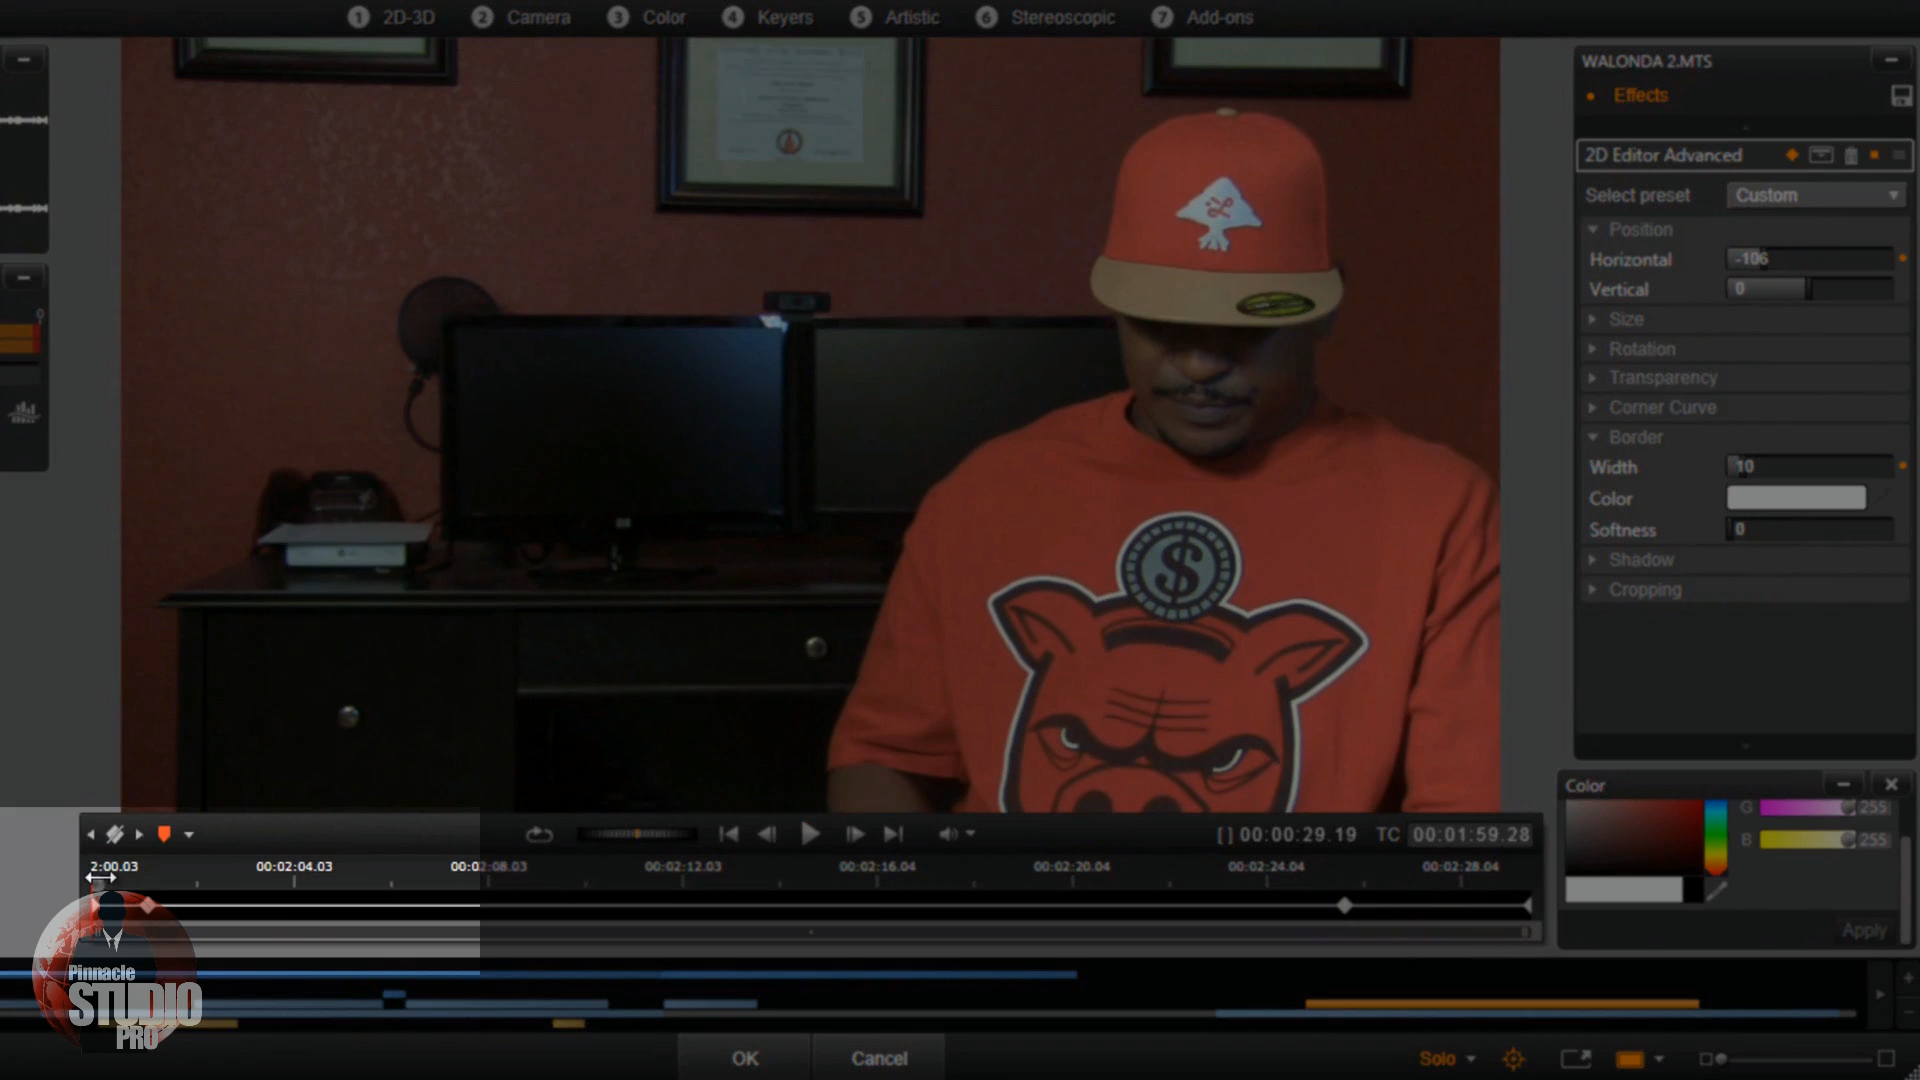 1 2D-3D 2 Camera 3 Color 4 Keyers 5 Artistic 6 Stereoscopic 7 Add-ons
WALONDA 2.MTS
Effects
2D Editor Advanced
Select preset Custom
Position
Horizontal -106
Vertical 0
Size
Rotation
Transparency
Corner Curve
Border
Width 10
Color
Softness 0
Shadow
Cropping
$
Color
G 255
B 255
Apply
[] 00:00:29.19 TC 00:01:59.28
2:00.03 00:02:04.03 00:02:08.03 00:02:12.03 00:02:16.04 00:02:20.04 00:02:24.04 00:02:28.04
Pinnacle
STUDIO
PRO
OK Cancel
Solo